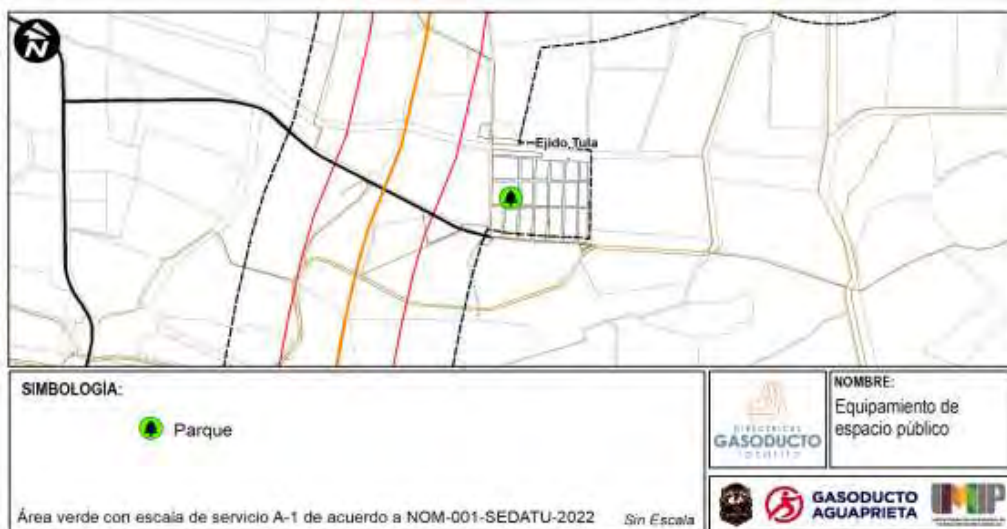 N
Ejido Tula
SIMBOLOGÍA:
Parque
Área verde con escala de servicio A-1 de acuerdo a NOM-001-SEDATU-2022
Sin Escala
GASODUCTO
NOMBRE:
Equipamiento de
espacio público
GASODUCTO
AGUAPRIETA